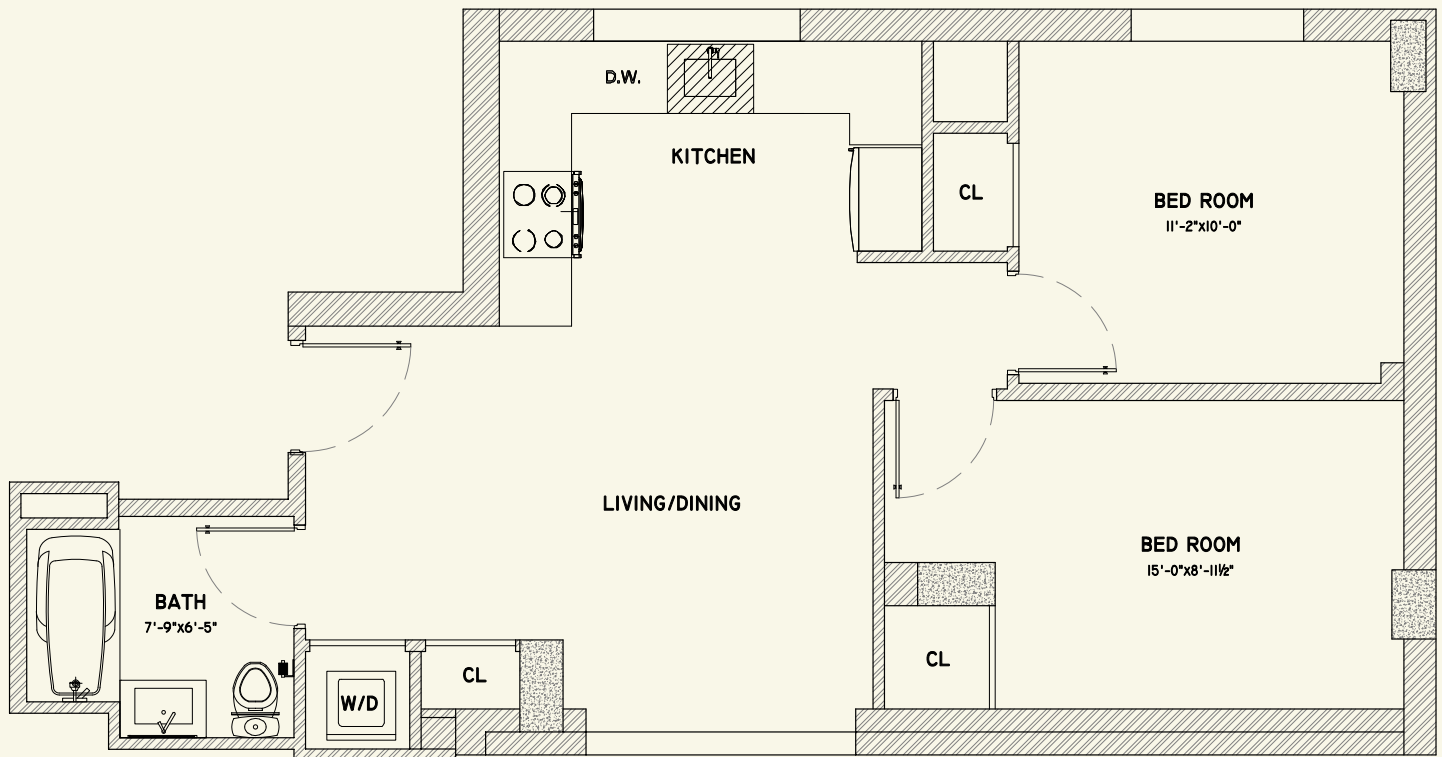 D.W.
KITCHEN
CL
BED ROOM
11'-2"x10'-0"
LIVING/DINING
BED ROOM
15'-0"x8'-11½"
BATH
7'-9"x6'-5"
CL
CL
W/D